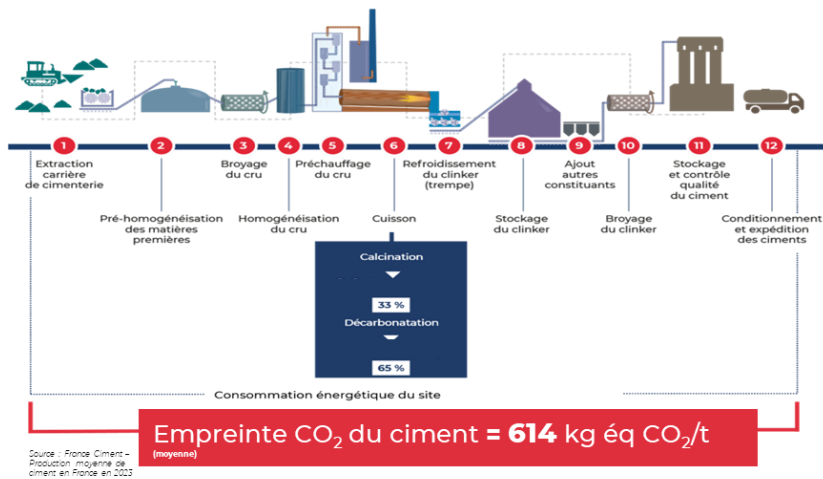 1
2
3
4
5
6
7
8
9
10
11
12
Extraction
carrière
de cimenterie
Pré-homogénéisation
des matières
premières
Broyage
du cru
Homogénéisation
du cru
Préchauffage
du cru
Cuisson
Refroidissement
du clinker
(trempe)
Stockage
du clinker
Ajout
autres
constituants
Broyage
du clinker
Stockage
et contrôle
qualité
du ciment
Conditionnement
et expédition
des ciments
Calcination
33 %
Décarbonatation
65 %
Consommation énergétique du site
Empreinte CO₂ du ciment = 614 kg éq CO₂/t
(moyenne)
Source : France Ciment –
Production moyenne de
ciment en France en 2023